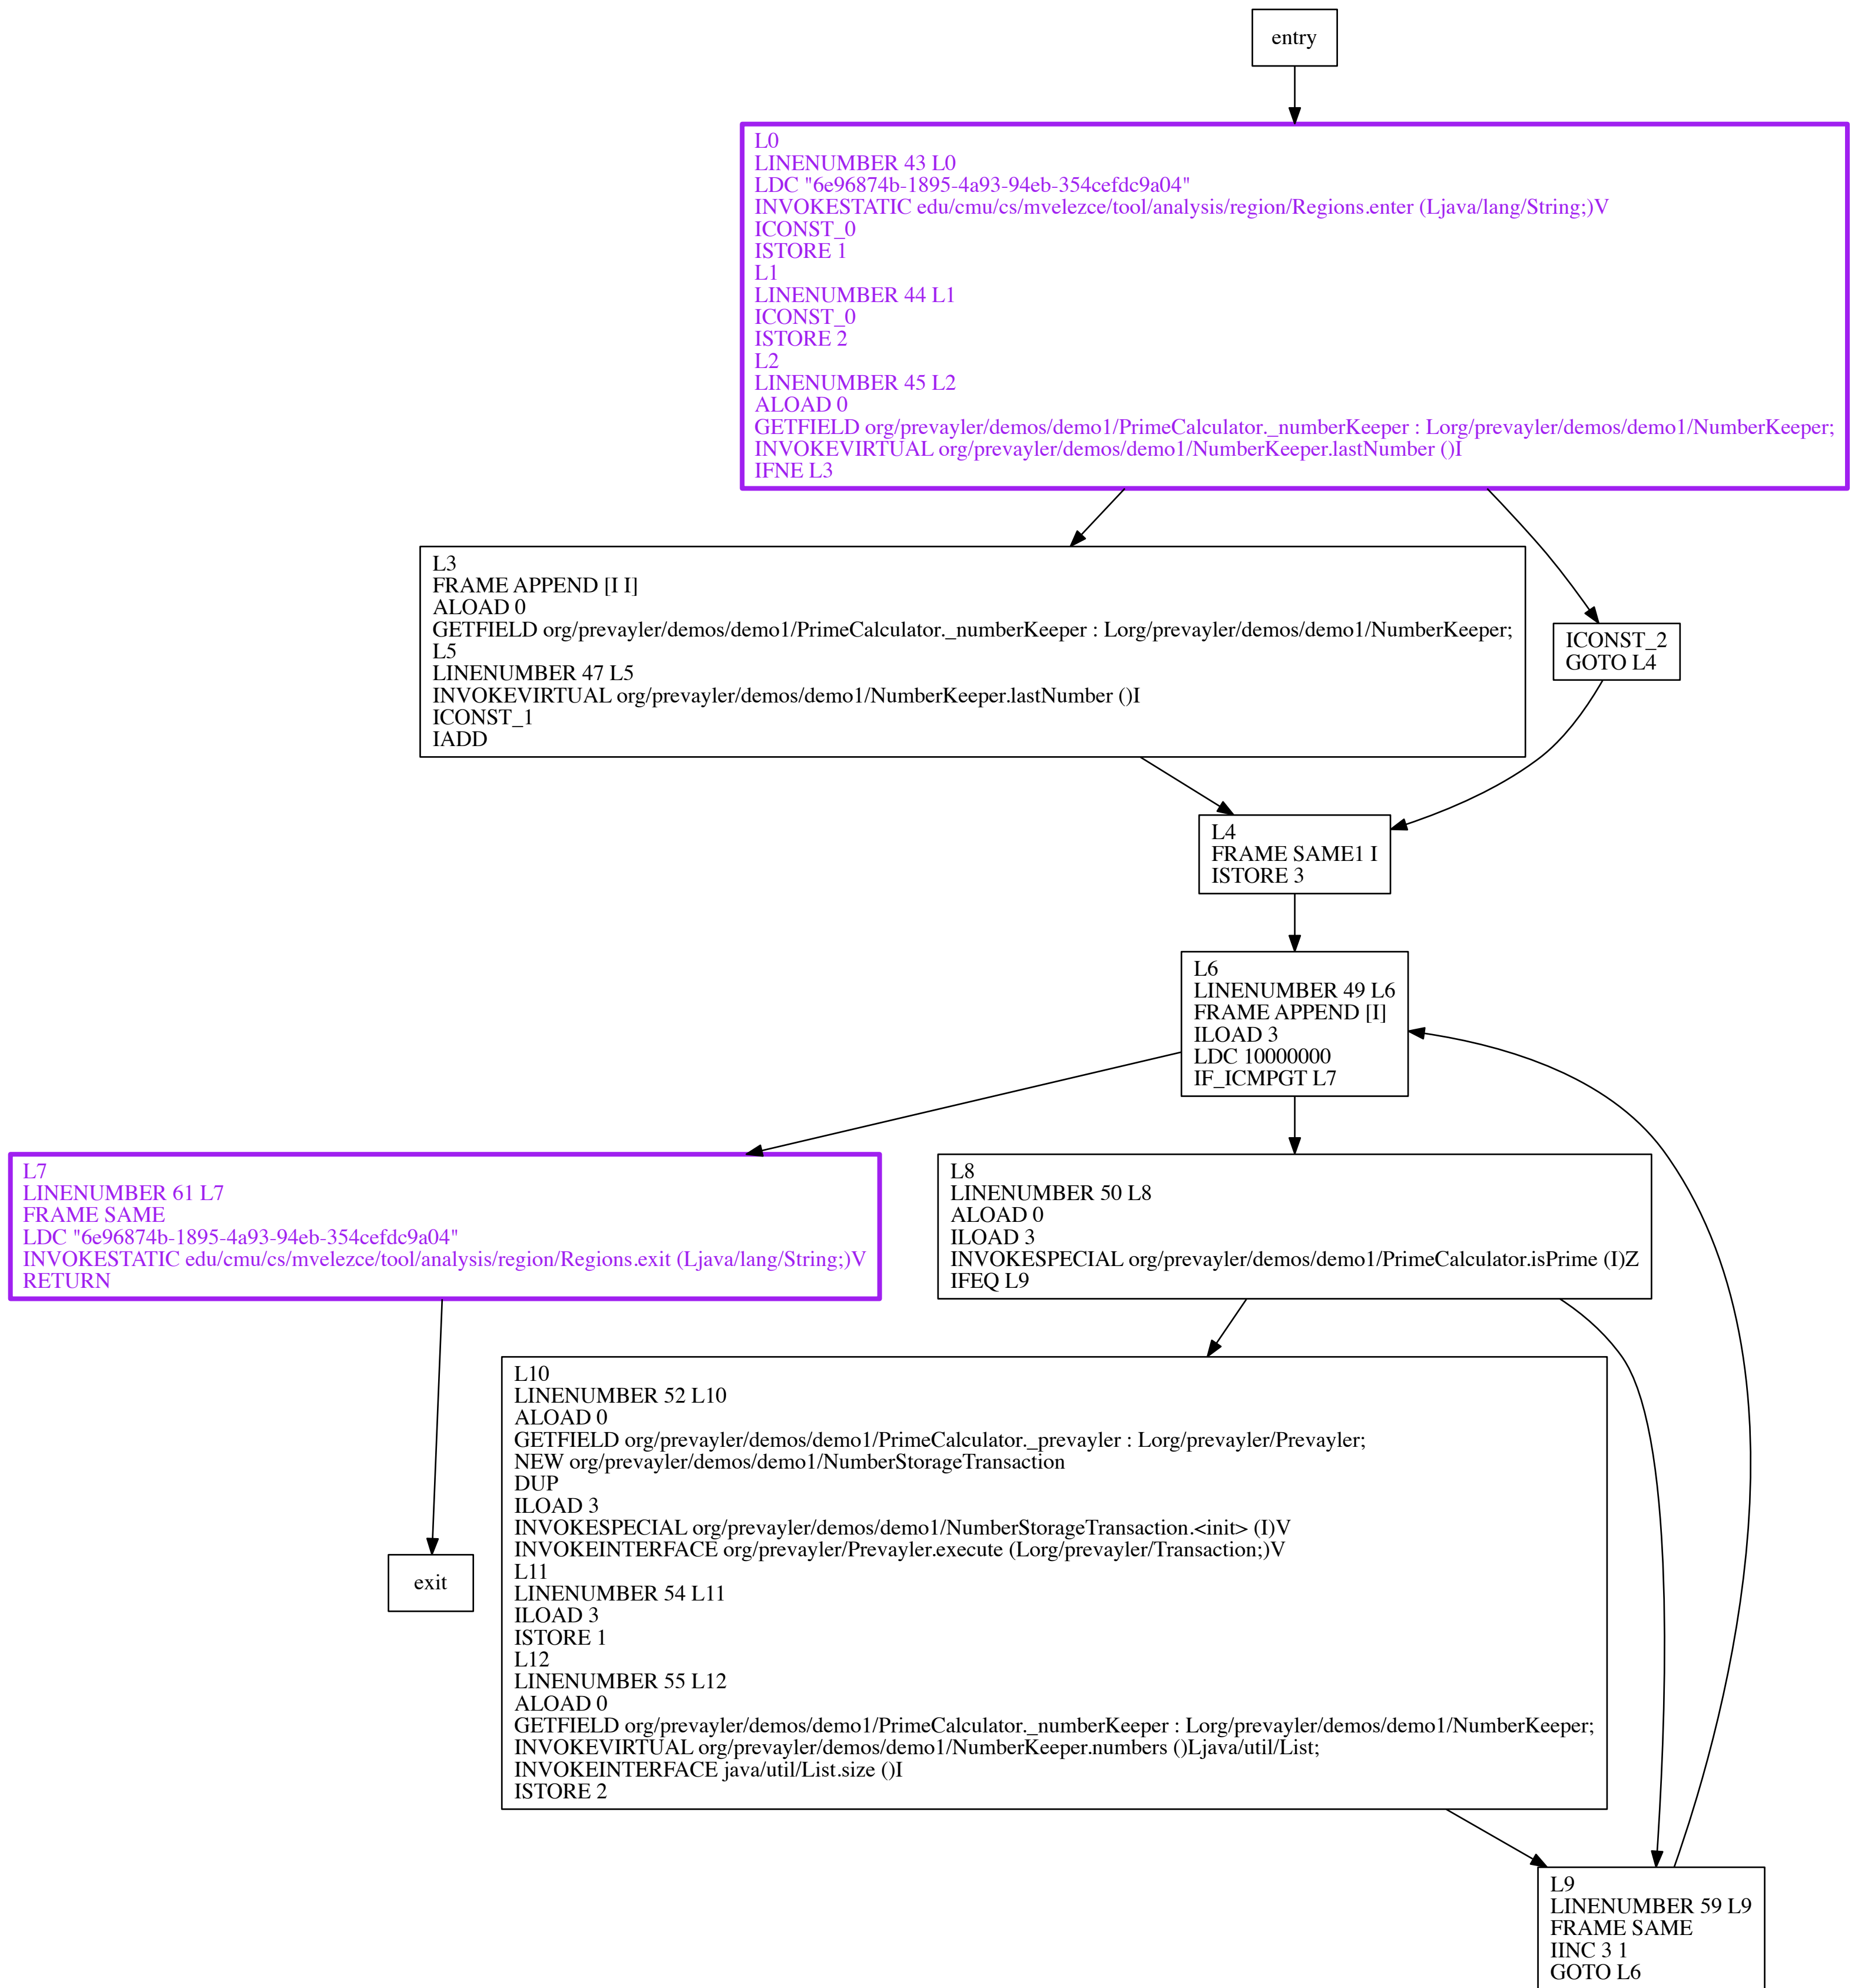 entry
L0
LINENUMBER 43 L0
LDC "6e96874b-1895-4a93-94eb-354cefdc9a04"
INVOKESTATIC edu/cmu/cs/mvelezce/tool/analysis/region/Regions.enter (Ljava/lang/String;)V
ICONST_0
ISTORE 1
L1
LINENUMBER 44 L1
ICONST_0
ISTORE 2
L2
LINENUMBER 45 L2
ALOAD 0
GETFIELD org/prevayler/demos/demo1/PrimeCalculator._numberKeeper : Lorg/prevayler/demos/demo1/NumberKeeper;
INVOKEVIRTUAL org/prevayler/demos/demo1/NumberKeeper.lastNumber ()I
IFNE L3
L3
FRAME APPEND [I I]
ALOAD 0
GETFIELD org/prevayler/demos/demo1/PrimeCalculator._numberKeeper : Lorg/prevayler/demos/demo1/NumberKeeper;
L5
LINENUMBER 47 L5
INVOKEVIRTUAL org/prevayler/demos/demo1/NumberKeeper.lastNumber ()I
ICONST_1
IADD
ICONST_2
GOTO L4
L4
FRAME SAME1 I
ISTORE 3
L6
LINENUMBER 49 L6
FRAME APPEND [I]
ILOAD 3
LDC 10000000
IF_ICMPGT L7
L7
LINENUMBER 61 L7
FRAME SAME
LDC "6e96874b-1895-4a93-94eb-354cefdc9a04"
INVOKESTATIC edu/cmu/cs/mvelezce/tool/analysis/region/Regions.exit (Ljava/lang/String;)V
RETURN
L8
LINENUMBER 50 L8
ALOAD 0
ILOAD 3
INVOKESPECIAL org/prevayler/demos/demo1/PrimeCalculator.isPrime (I)Z
IFEQ L9
L10
LINENUMBER 52 L10
ALOAD 0
GETFIELD org/prevayler/demos/demo1/PrimeCalculator._prevayler : Lorg/prevayler/Prevayler;
NEW org/prevayler/demos/demo1/NumberStorageTransaction
DUP
ILOAD 3
INVOKESPECIAL org/prevayler/demos/demo1/NumberStorageTransaction.<init> (I)V
INVOKEINTERFACE org/prevayler/Prevayler.execute (Lorg/prevayler/Transaction;)V
L11
LINENUMBER 54 L11
ILOAD 3
ISTORE 1
L12
LINENUMBER 55 L12
ALOAD 0
GETFIELD org/prevayler/demos/demo1/PrimeCalculator._numberKeeper : Lorg/prevayler/demos/demo1/NumberKeeper;
INVOKEVIRTUAL org/prevayler/demos/demo1/NumberKeeper.numbers ()Ljava/util/List;
INVOKEINTERFACE java/util/List.size ()I
ISTORE 2
exit
L9
LINENUMBER 59 L9
FRAME SAME
IINC 3 1
GOTO L6